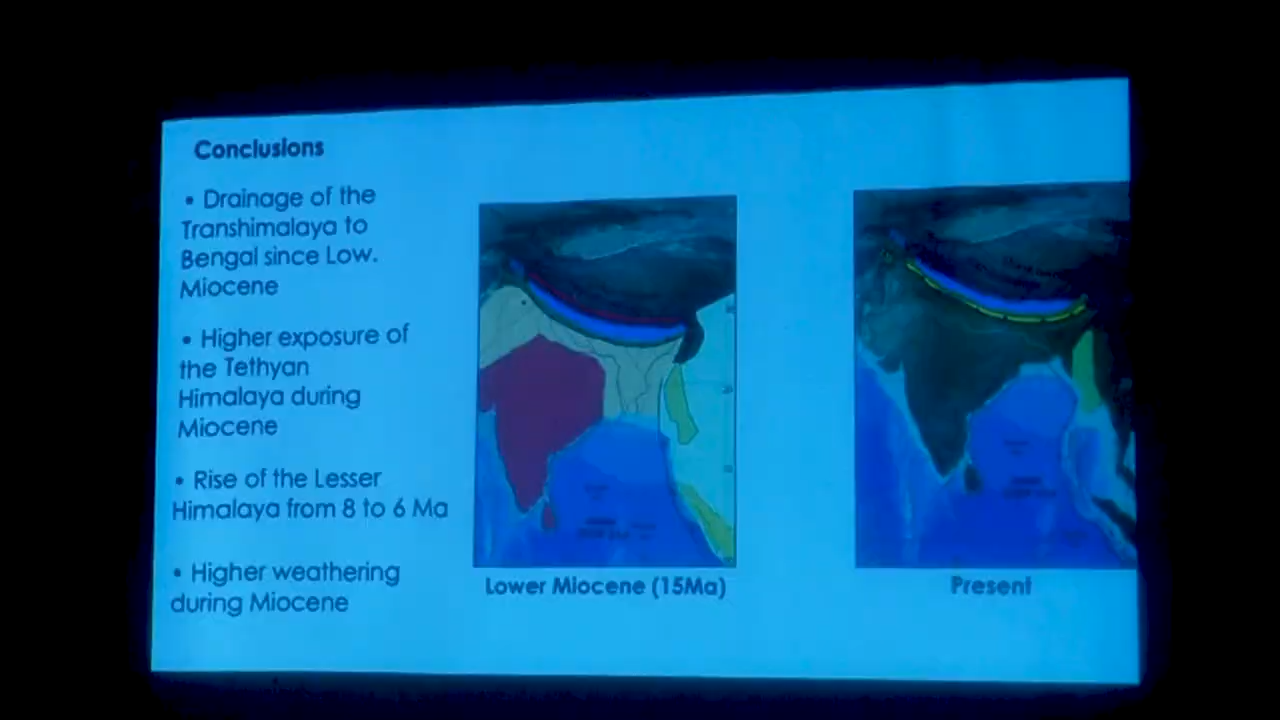 Conclusions
• Drainage of the
Transhimalaya to
Bengal since Low.
Miocene
• Higher exposure of
the Tethyan
Himalaya during
Miocene
• Rise of the Lesser
Himalaya from 8 to 6 Ma
• Higher weathering
during Miocene
Lower Miocene (15Ma)
Present